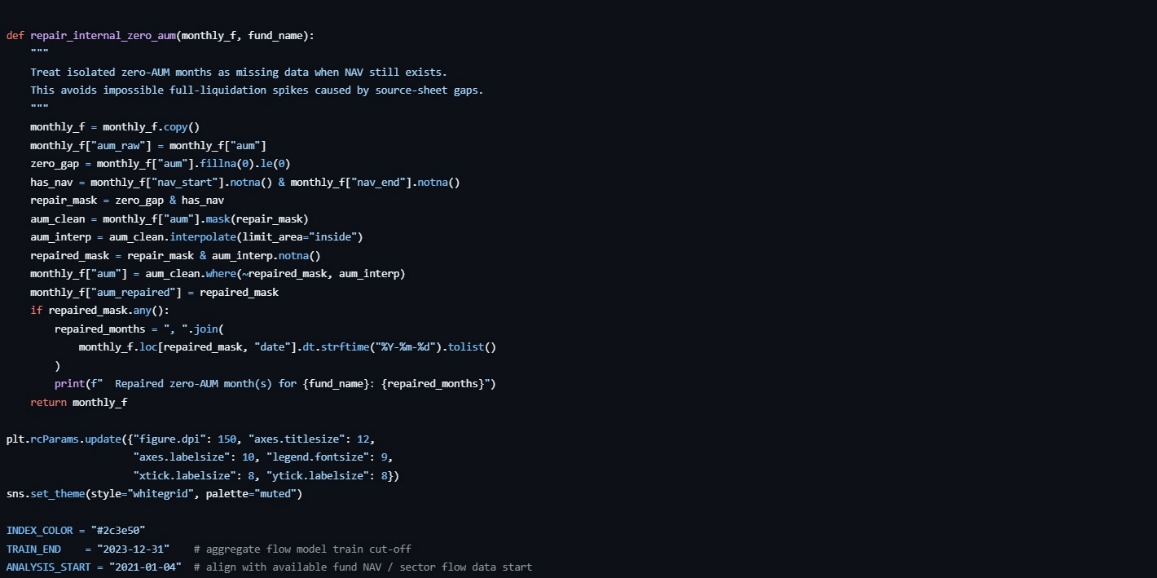 def repair_internal_zero_aum(monthly_f, fund_name):
    """
    Treat isolated zero-AUM months as missing data when NAV still exists.
    This avoids impossible full-liquidation spikes caused by source-sheet gaps.
    """
    monthly_f = monthly_f.copy()
    monthly_f["aum_raw"] = monthly_f["aum"]
    zero_gap = monthly_f["aum"].fillna(0).le(0)
    has_nav = monthly_f["nav_start"].notna() & monthly_f["nav_end"].notna()
    repair_mask = zero_gap & has_nav
    aum_clean = monthly_f["aum"].mask(repair_mask)
    aum_interp = aum_clean.interpolate(limit_area="inside")
    repaired_mask = repair_mask & aum_interp.notna()
    monthly_f["aum"] = aum_clean.where(~repaired_mask, aum_interp)
    monthly_f["aum_repaired"] = repaired_mask
    if repaired_mask.any():
        repaired_months = ", ".join(
            monthly_f.loc[repaired_mask, "date"].dt.strftime("%Y-%m-%d").tolist()
        )
        print(f"  Repaired zero-AUM month(s) for {fund_name}: {repaired_months}")
    return monthly_f
plt.rcParams.update({"figure.dpi": 150, "axes.titlesize": 12,
                     "axes.labelsize": 10, "legend.fontsize": 9,
                     "xtick.labelsize": 8, "ytick.labelsize": 8})
sns.set_theme(style="whitegrid", palette="muted")
INDEX_COLOR = "#2c3e50"
TRAIN_END    = "2023-12-31"   # aggregate flow model train cut-off
ANALYSIS_START = "2021-01-04"  # align with available fund NAV / sector flow data start